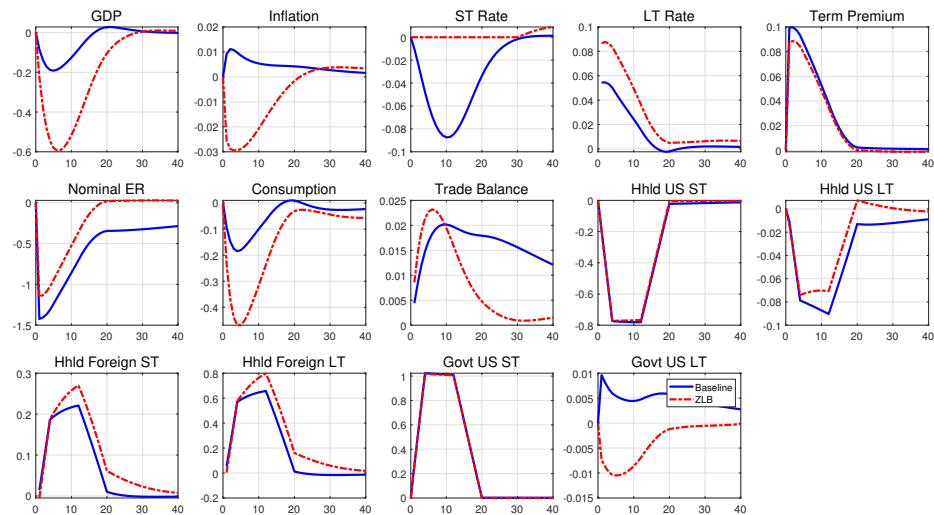 GDP
0
-0.2
-0.4
-0.6
0 10 20 30 40
Inflation
0.02
0.01
0
-0.01
-0.02
-0.03
0 10 20 30 40
ST Rate
0
-0.02
-0.04
-0.06
-0.08
-0.1
0 10 20 30 40
LT Rate
0.1
0.08
0.06
0.04
0.02
0
0 10 20 30 40
Term Premium
0.1
0.08
0.06
0.04
0.02
0
0 10 20 30 40
Nominal ER
0
-0.5
-1
-1.5
0 10 20 30 40
Consumption
0
-0.1
-0.2
-0.3
-0.4
0 10 20 30 40
Trade Balance
0.025
0.02
0.015
0.01
0.005
0
0 10 20 30 40
Hhld US ST
0
-0.2
-0.4
-0.6
-0.8
0 10 20 30 40
Hhld US LT
0
-0.02
-0.04
-0.06
-0.08
-0.1
0 10 20 30 40
Hhld Foreign ST
0.3
0.2
0.1
0
0 10 20 30 40
Hhld Foreign LT
0.8
0.6
0.4
0.2
0
-0.2
0 10 20 30 40
Govt US ST
1
0.8
0.6
0.4
0.2
0
0 10 20 30 40
Govt US LT
0.01
0.005
0
-0.005
-0.01
-0.015
0 10 20 30 40
Baseline
ZLB